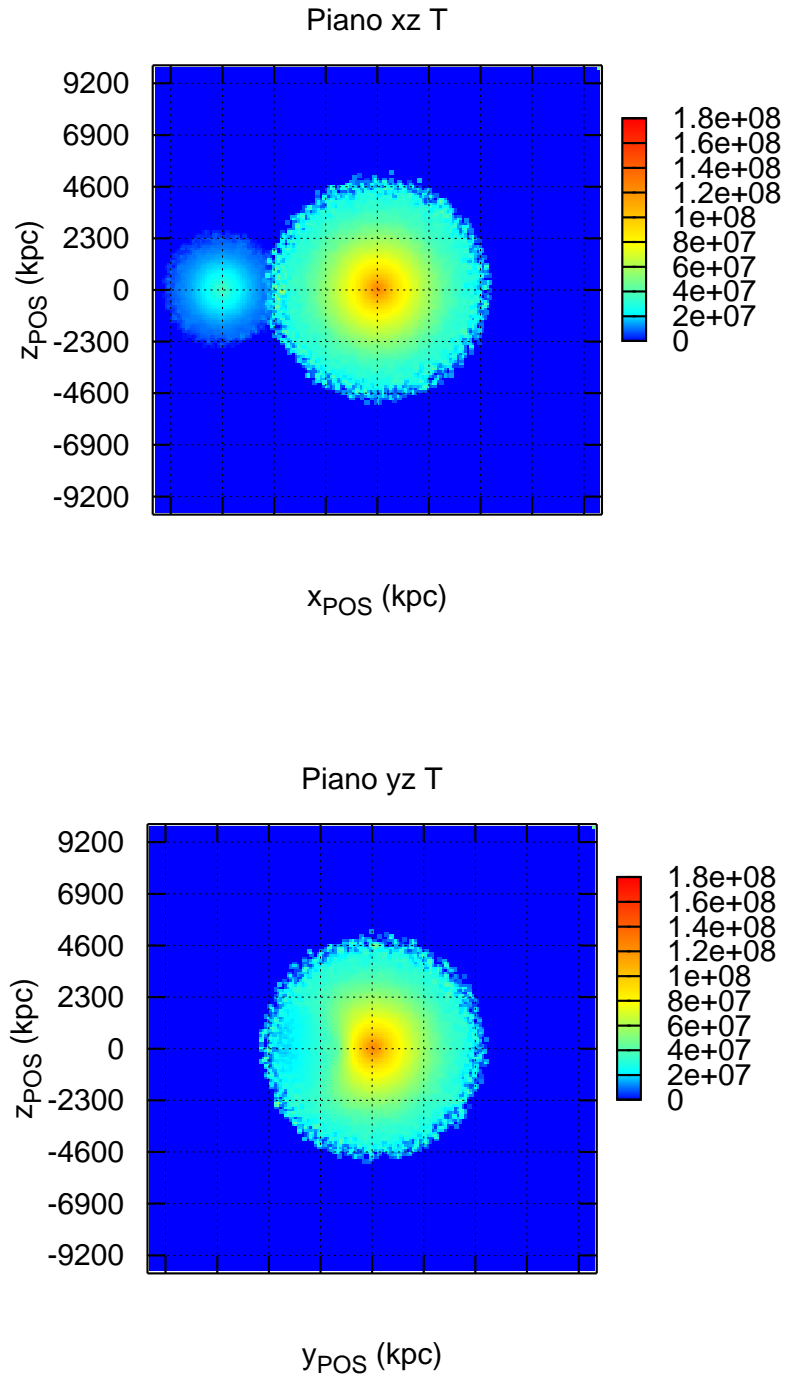 Piano xz T
9200
6900
4600
2300
0
-2300
-4600
-6900
-9200
zPOS (kpc)
xPOS (kpc)
1.8e+08
1.6e+08
1.4e+08
1.2e+08
1e+08
8e+07
6e+07
4e+07
2e+07
0
Piano yz T
9200
6900
4600
2300
0
-2300
-4600
-6900
-9200
zPOS (kpc)
yPOS (kpc)
1.8e+08
1.6e+08
1.4e+08
1.2e+08
1e+08
8e+07
6e+07
4e+07
2e+07
0